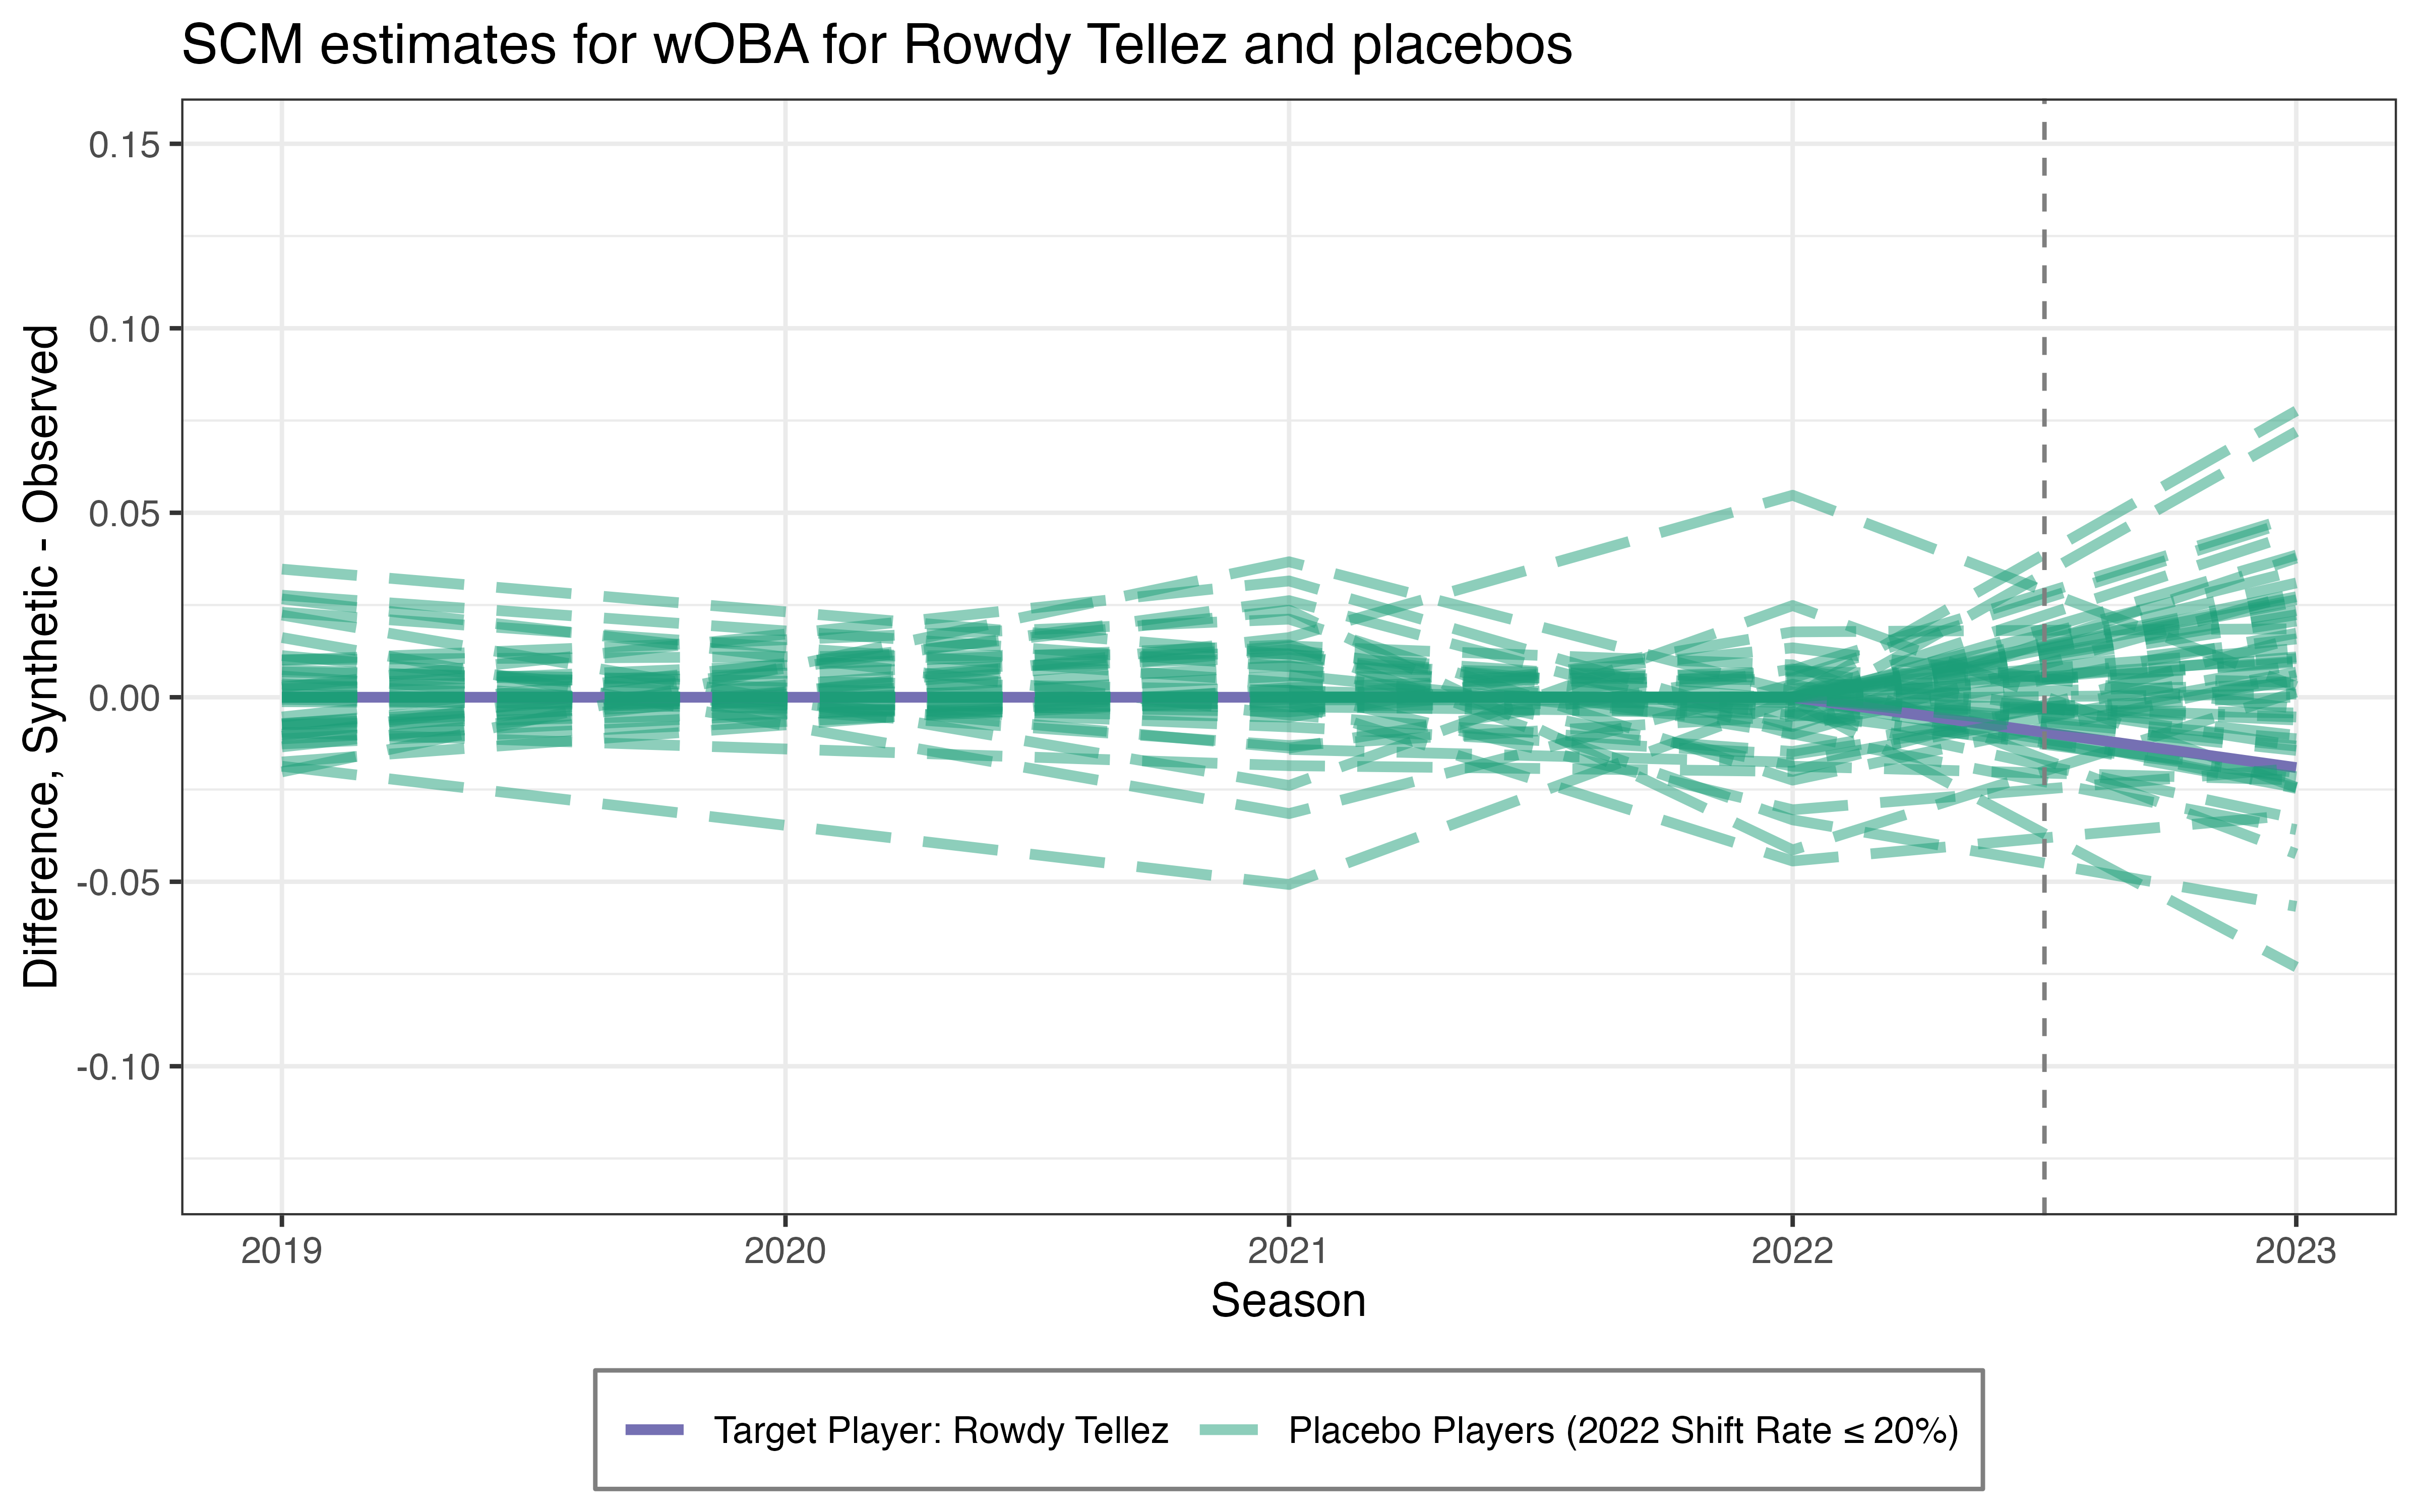 SCM estimates for wOBA for Rowdy Tellez and placebos
Difference, Synthetic - Observed
0.15
0.10
0.05
0.00
-0.05
-0.10
2019 2020 2021 2022 2023
Season
Target Player: Rowdy Tellez Placebo Players (2022 Shift Rate ≤ 20%)